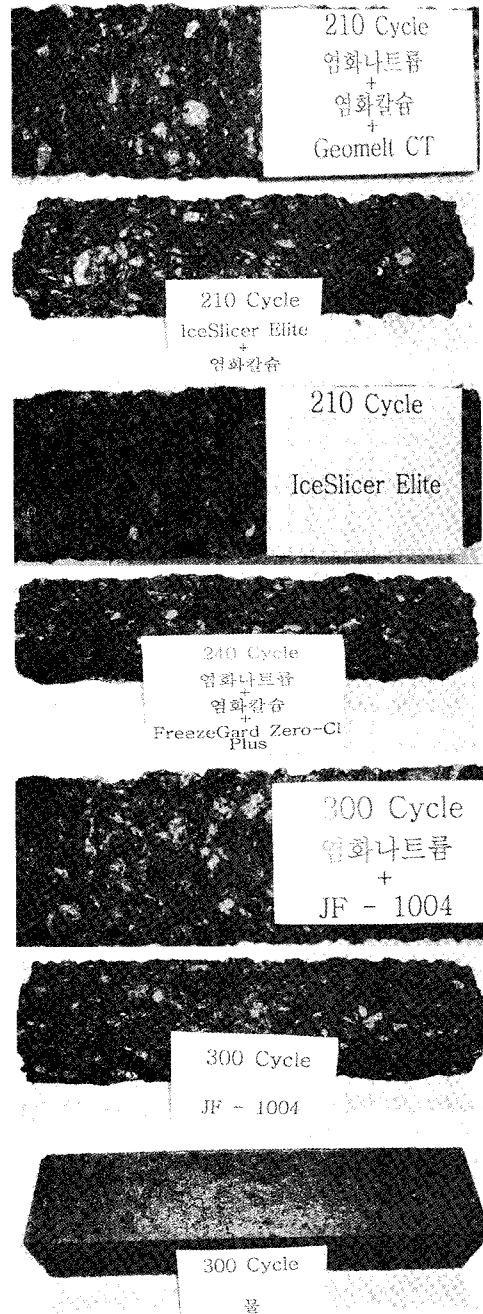 210 Cycle
염화나트륨
+
염화칼슘
+
Geomelt CT
210 Cycle
IceSlicer Elite
+
염화칼슘
210 Cycle
IceSlicer Elite
240 Cycle
염화나트륨
+
염화칼슘
+
FreezeGard Zero-Cl
Plus
300 Cycle
염화나트륨
+
JF - 1004
300 Cycle
JF - 1004
300 Cycle
물